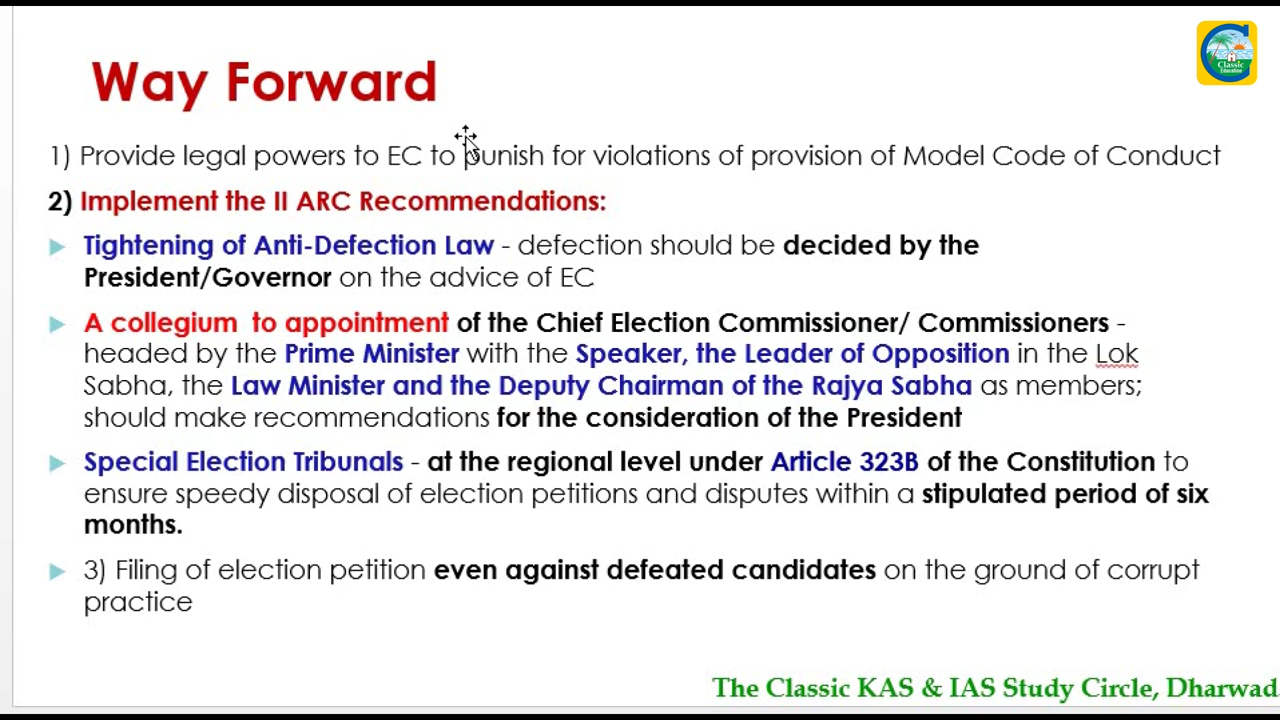 Classic
Education
Way Forward
1) Provide legal powers to EC to punish for violations of provision of Model Code of Conduct
2) Implement the II ARC Recommendations:
Tightening of Anti-Defection Law - defection should be decided by the
President/Governor on the advice of EC
A collegium to appointment of the Chief Election Commissioner/ Commissioners -
headed by the Prime Minister with the Speaker, the Leader of Opposition in the Lok
Sabha, the Law Minister and the Deputy Chairman of the Rajya Sabha as members;
should make recommendations for the consideration of the President
Special Election Tribunals - at the regional level under Article 323B of the Constitution to
ensure speedy disposal of election petitions and disputes within a stipulated period of six
months.
3) Filing of election petition even against defeated candidates on the ground of corrupt
practice
The Classic KAS & IAS Study Circle, Dharwad.